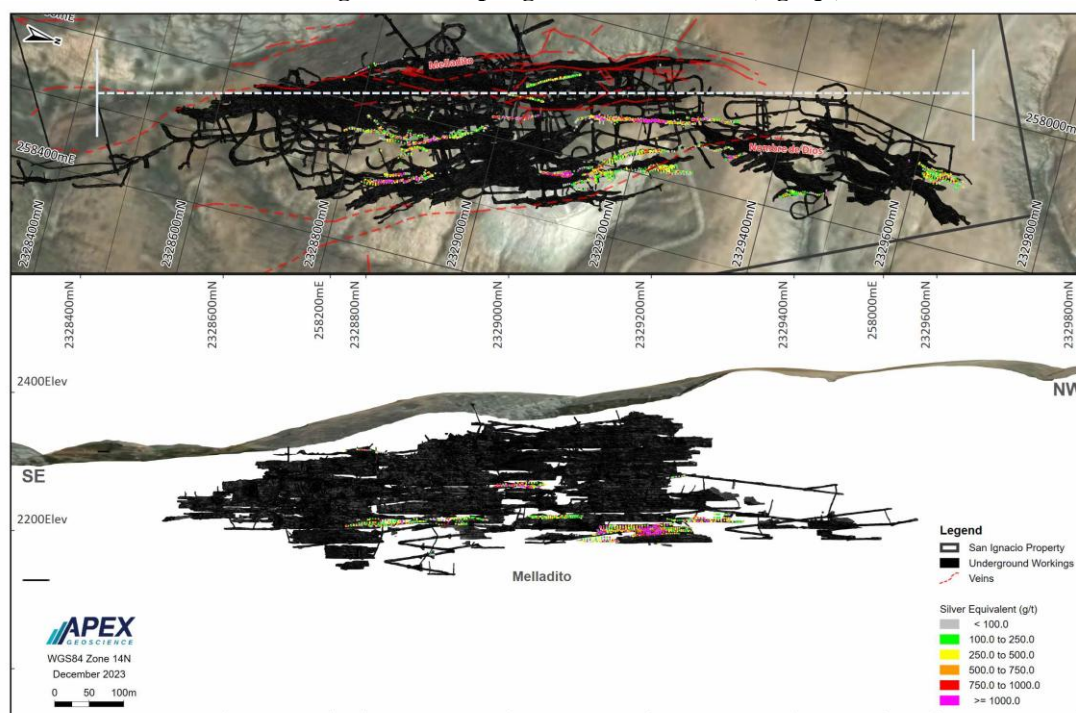 N
Melladito
258000mE
Nombre de Dios
258400mE
2328400mN
2328600mN
2328800mN
2329000mN
2329200mN
2329400mN
2329600mN
2329800mN
2328400mN
2328600mN
258200mE
2328800mN
2329000mN
2329200mN
2329400mN
258000mE
2329600mN
2329800mN
2400Elev
NW
SE
2200Elev
Melladito
Legend
San Ignacio Property
Underground Workings
Veins
Silver Equivalent (g/t)
< 100.0
100.0 to 250.0
250.0 to 500.0
500.0 to 750.0
750.0 to 1000.0
>= 1000.0
APEX
GEOSCIENCE
WGS84 Zone 14N
December 2023
0 50 100m